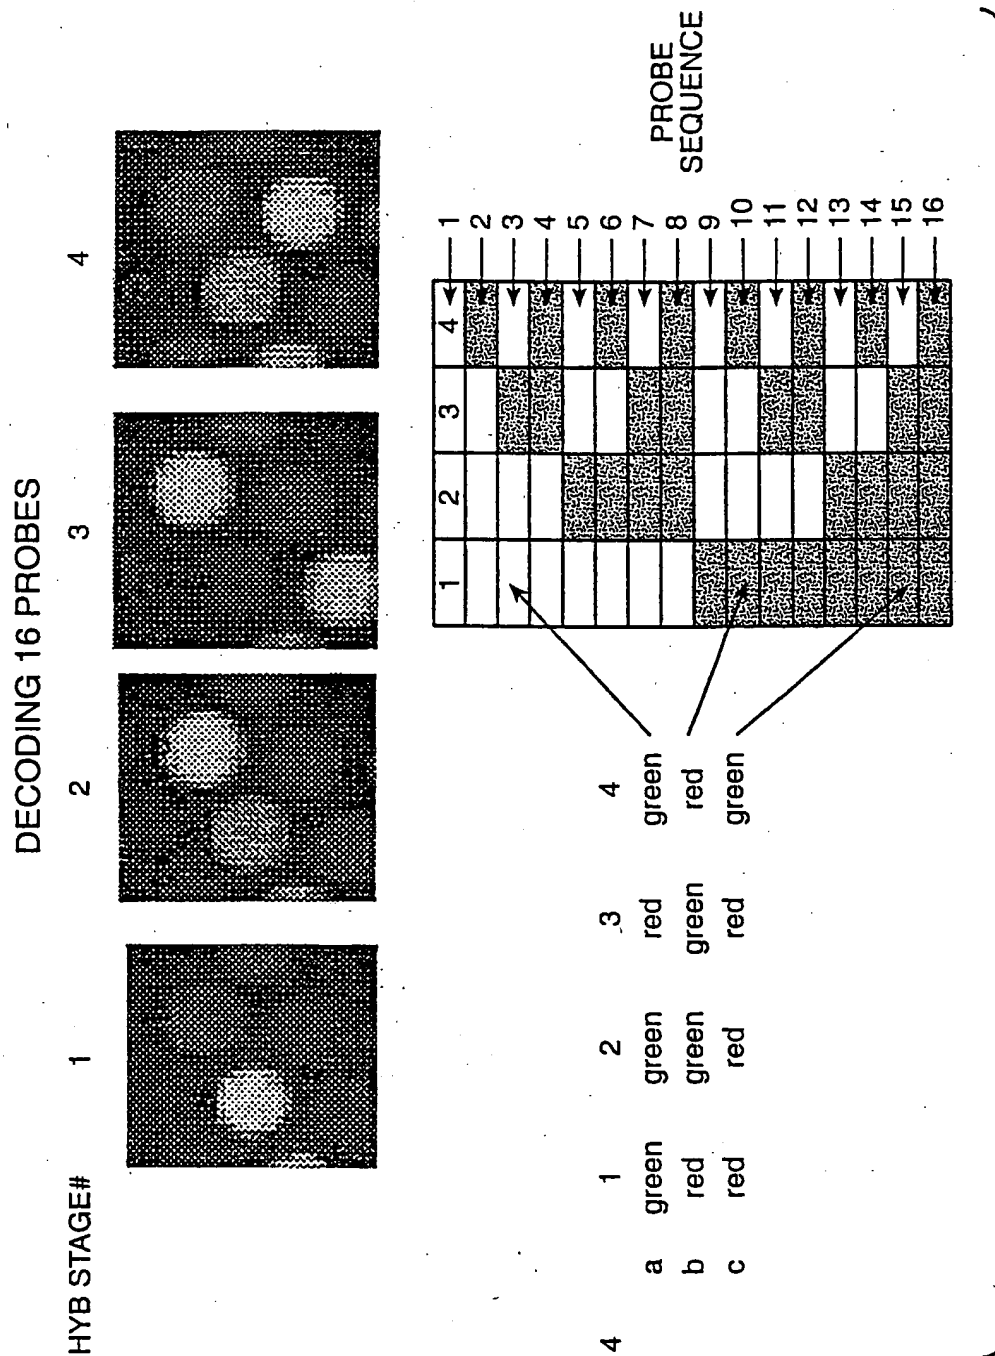 DECODING 16 PROBES
HYB STAGE# 1 2 3 4
1 2 3 4
a green green red green
b red green green red
c red red red green
4
1 2 3 4
1
2
3
4
5
6
7
8
9
10
11
12
13
14
15
16
PROBE
SEQUENCE